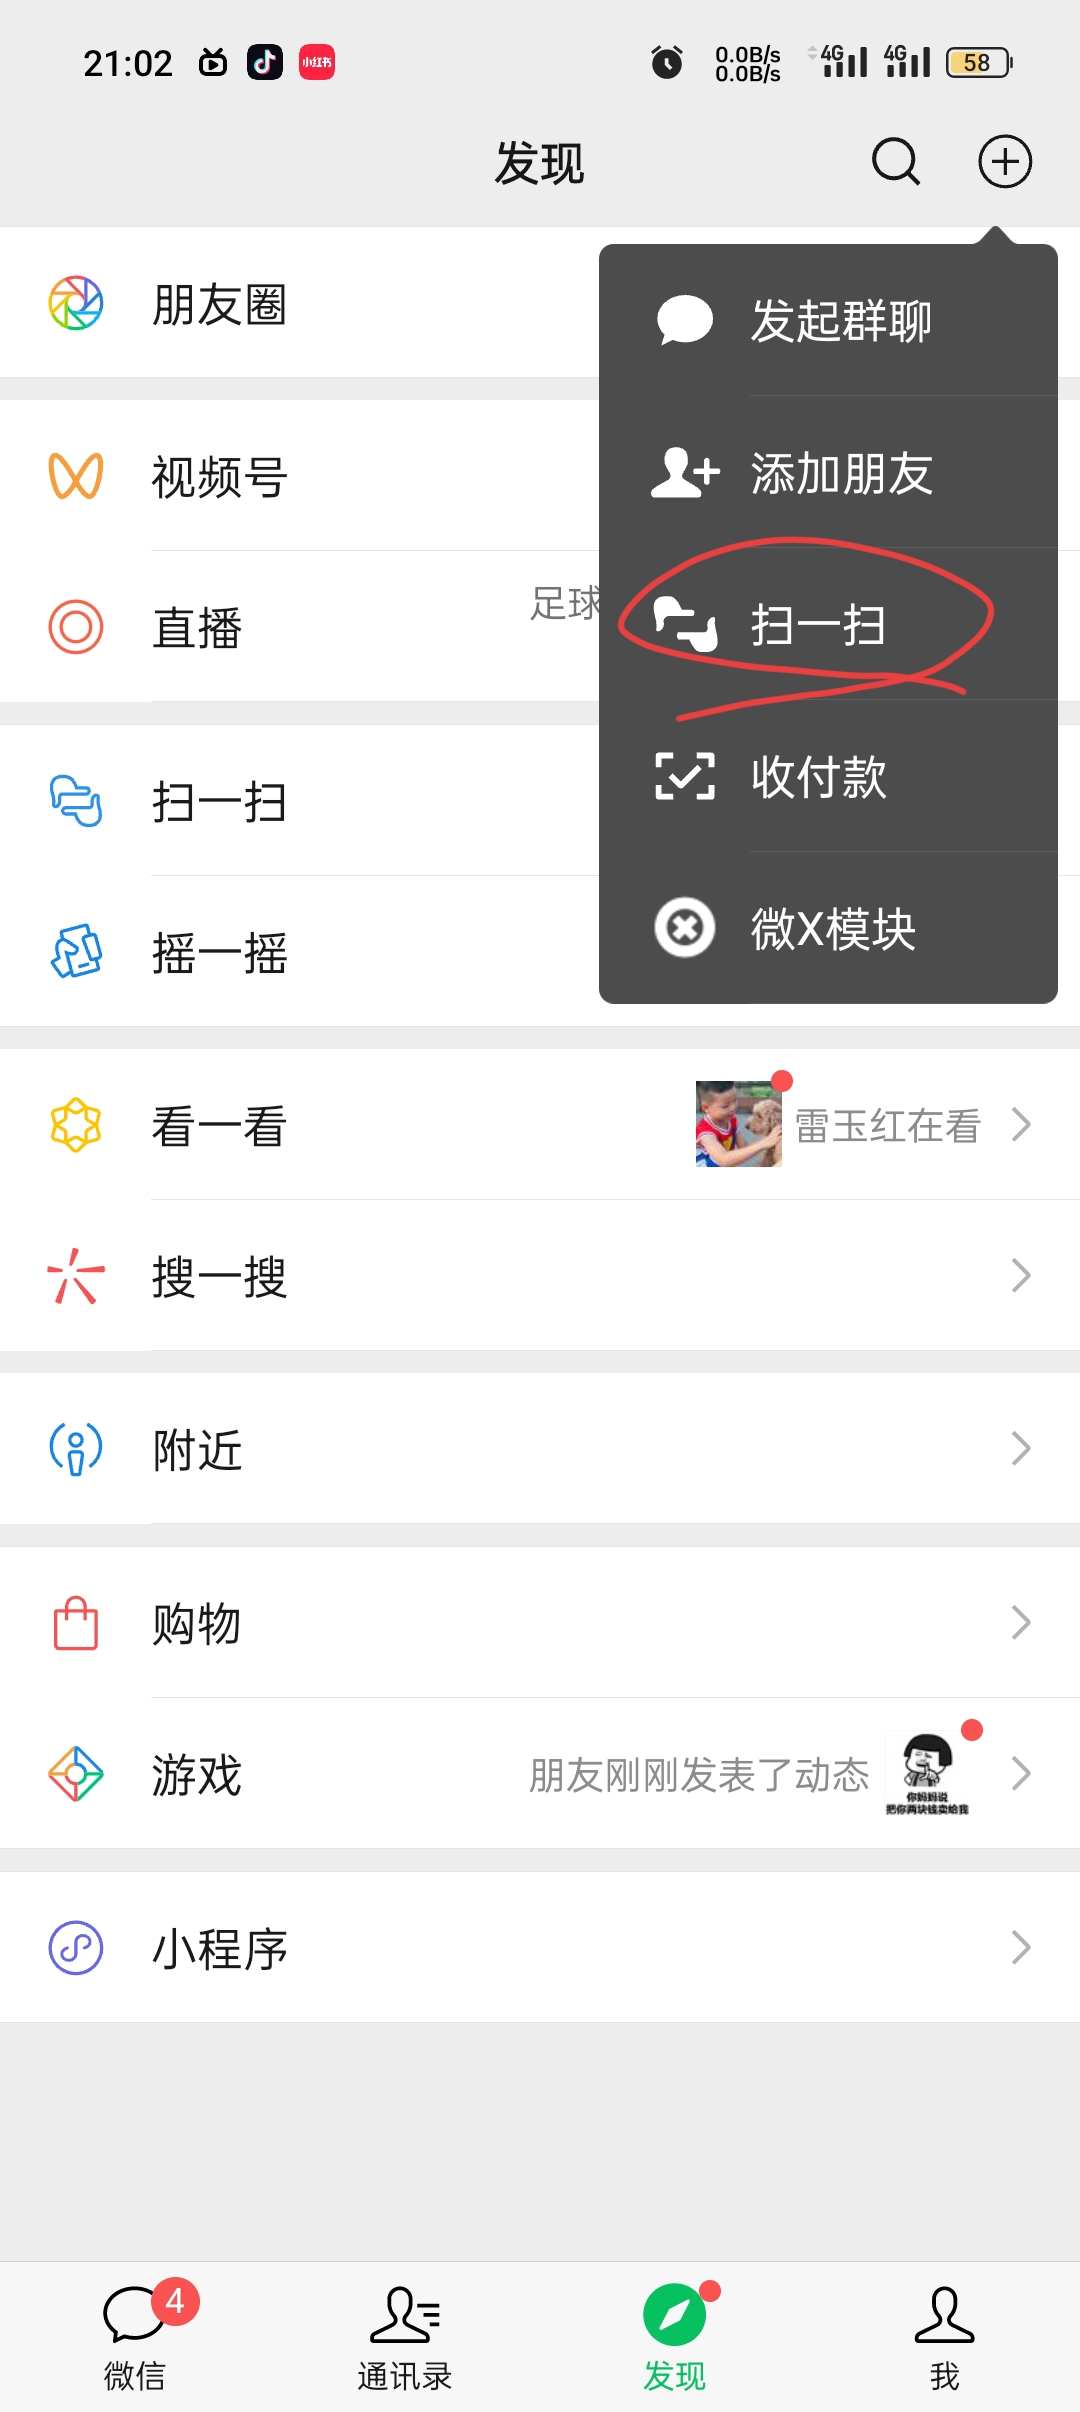 21:02 小红书 0.0B/s 4G 4G 58
0.0B/s
发现
朋友圈
发起群聊
视频号
添加朋友
直播 足球
扫一扫
扫一扫
收付款
摇一摇
微X模块
看一看 雷玉红在看
搜一搜
附近
购物
游戏 朋友刚刚发表了动态
你妈妈说
把你两块钱卖给我
小程序
4
微信 通讯录 发现 我